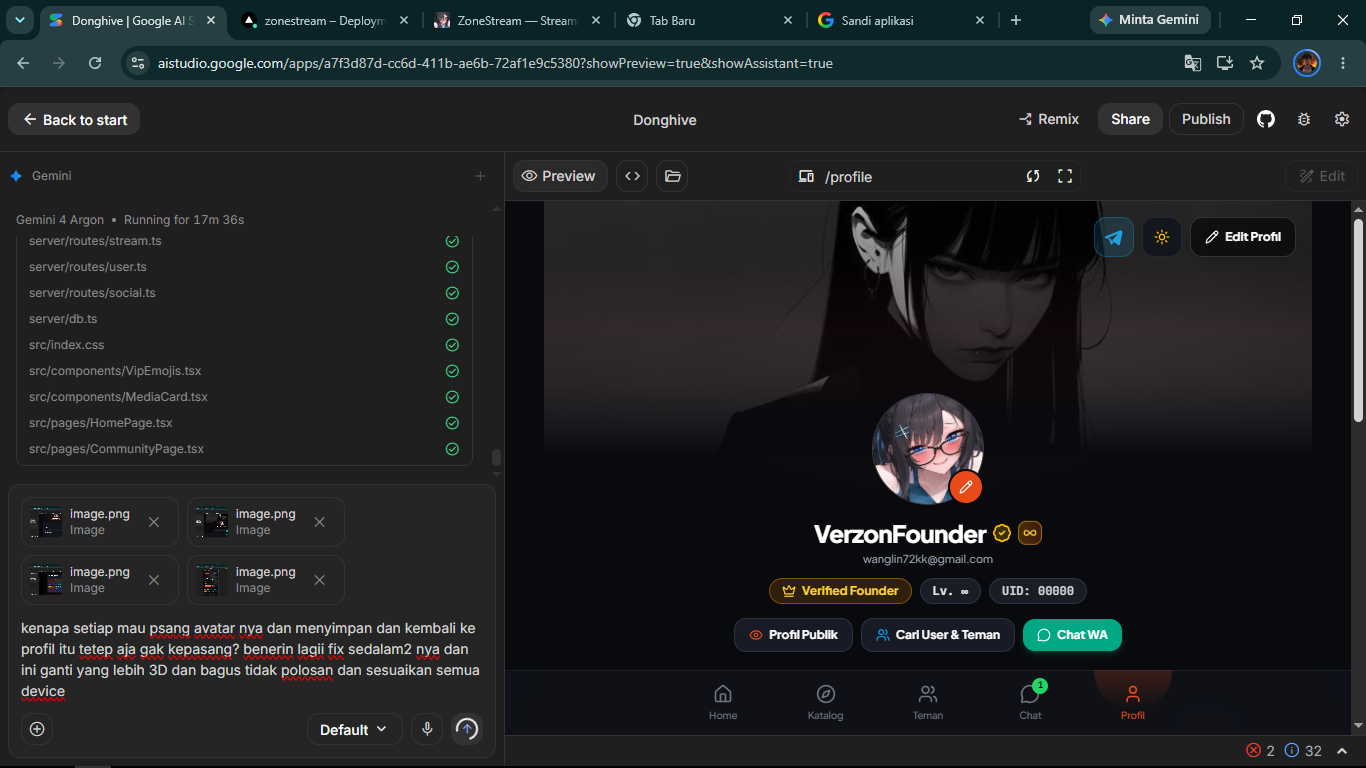 Donghive | Google AI S
zonestream – Deploym
ZoneStream — Stream
Tab Baru
Sandi aplikasi
Minta Gemini
aistudio.google.com/apps/a7f3d87d-cc6d-411b-ae6b-72af1e9c5380?showPreview=true&showAssistant=true
Back to start
Donghive
Remix
Share
Publish
Gemini
Preview
/profile
Edit
Gemini 4 Argon • Running for 17m 36s
server/routes/stream.ts
server/routes/user.ts
server/routes/social.ts
server/db.ts
src/index.css
src/components/VipEmojis.tsx
src/components/MediaCard.tsx
src/pages/HomePage.tsx
src/pages/CommunityPage.tsx
image.png
Image
image.png
Image
image.png
Image
image.png
Image
kenapa setiap mau psang avatar nya dan menyimpan dan kembali ke
profil itu tetep aja gak kepasang? benerin lagii fix sedalam2 nya dan
ini ganti yang lebih 3D dan bagus tidak polosan dan sesuaikan semua
device
Default
Edit Profil
VerzonFounder
wanglin72kk@gmail.com
Verified Founder
Lv. ∞
UID: 00000
Profil Publik
Cari User & Teman
Chat WA
1
Home
Katalog
Teman
Chat
Profil
2
32